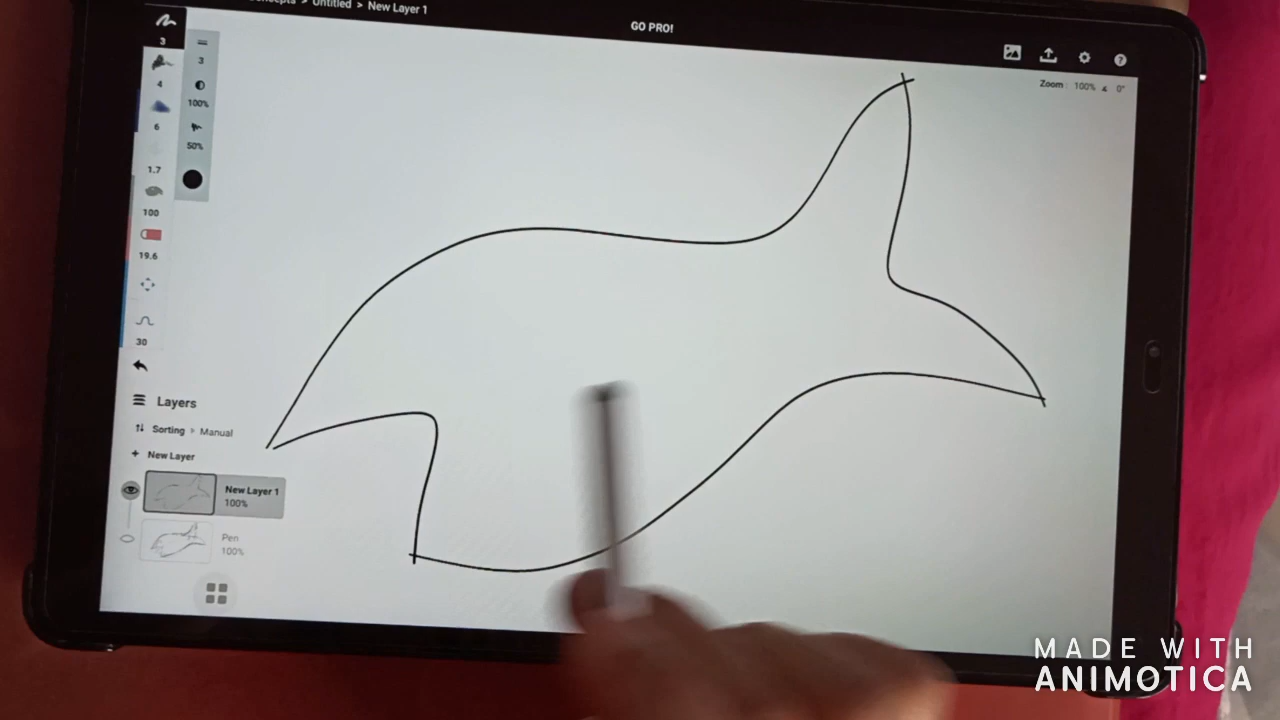 > Untitled > New Layer 1
GO PRO!
Zoom: 100% 0°
3
4
6
1.7
100
19.6
30
3
100%
50%
Layers
Sorting > Manual
+ New Layer
New Layer 1
100%
Pen
100%
MADE WITH
ANIMOTICA